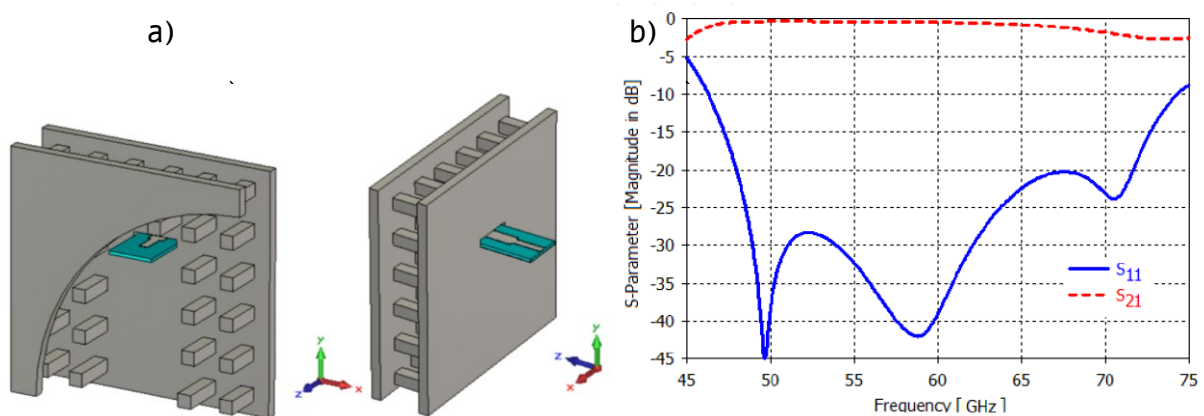 a)
y
z
x
y
z
x
b)
S-Parameter [Magnitude in dB]
0
-5
-10
-15
-20
-25
-30
-35
-40
-45
S11
S21
45
50
55
60
65
70
75
Frequency [ GHz]